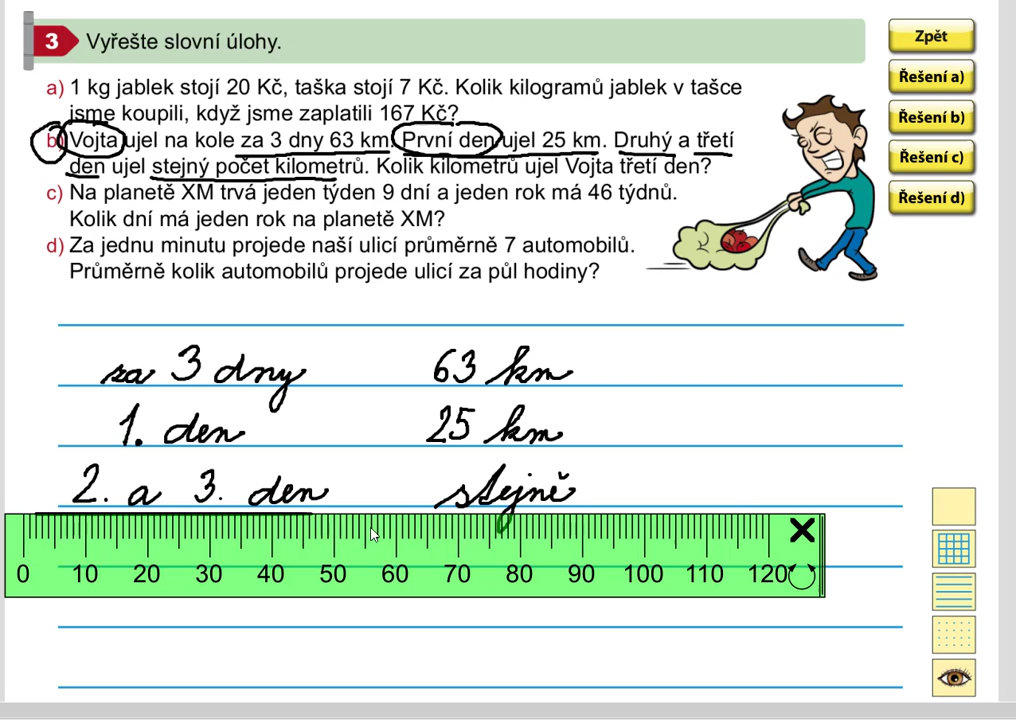 3 Vyřešte slovní úlohy.
a) 1 kg jablek stojí 20 Kč, taška stojí 7 Kč. Kolik kilogramů jablek v tašce
jsme koupili, když jsme zaplatili 167 Kč?
b) Vojta ujel na kole za 3 dny 63 km. První den ujel 25 km. Druhý a třetí
den ujel stejný počet kilometrů. Kolik kilometrů ujel Vojta třetí den?
c) Na planetě XM trvá jeden týden 9 dní a jeden rok má 46 týdnů.
Kolik dní má jeden rok na planetě XM?
d) Za jednu minutu projede naší ulicí průměrně 7 automobilů.
Průměrně kolik automobilů projede ulicí za půl hodiny?
Zpět
Řešení a)
Řešení b)
Řešení c)
Řešení d)
za 3 dny 63 km
1. den 25 km
2. a 3. den stejně
0 10 20 30 40 50 60 70 80 90 100 110 120